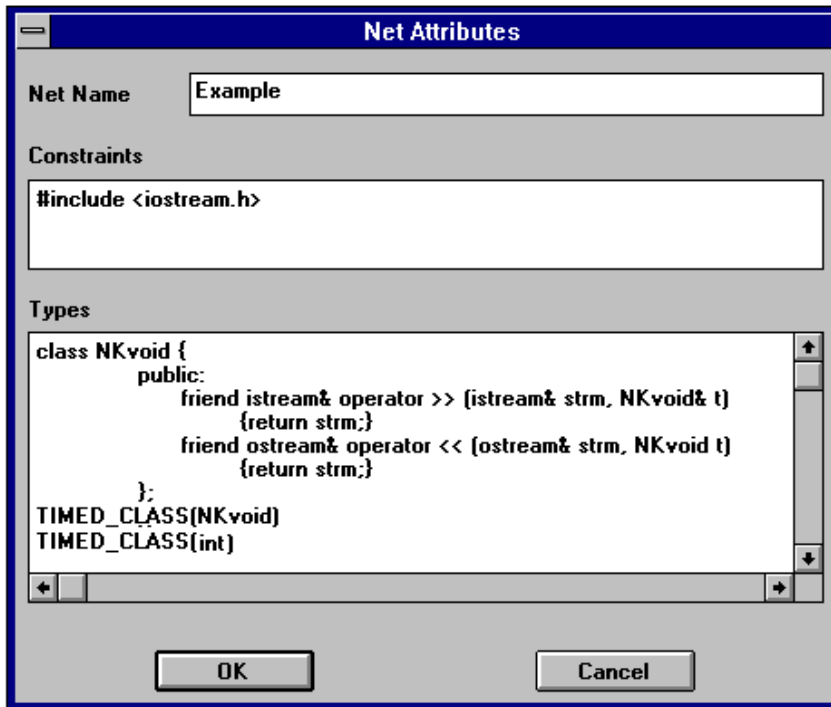 Net Attributes
Net Name Example
Constraints
#include <iostream.h>
Types
class NKvoid {
public:
friend istream& operator >> (istream& strm, NKvoid& t)
{return strm;}
friend ostream& operator << (ostream& strm, NKvoid t)
{return strm;}
};
TIMED_CLASS(NKvoid)
TIMED_CLASS(int)
OK Cancel